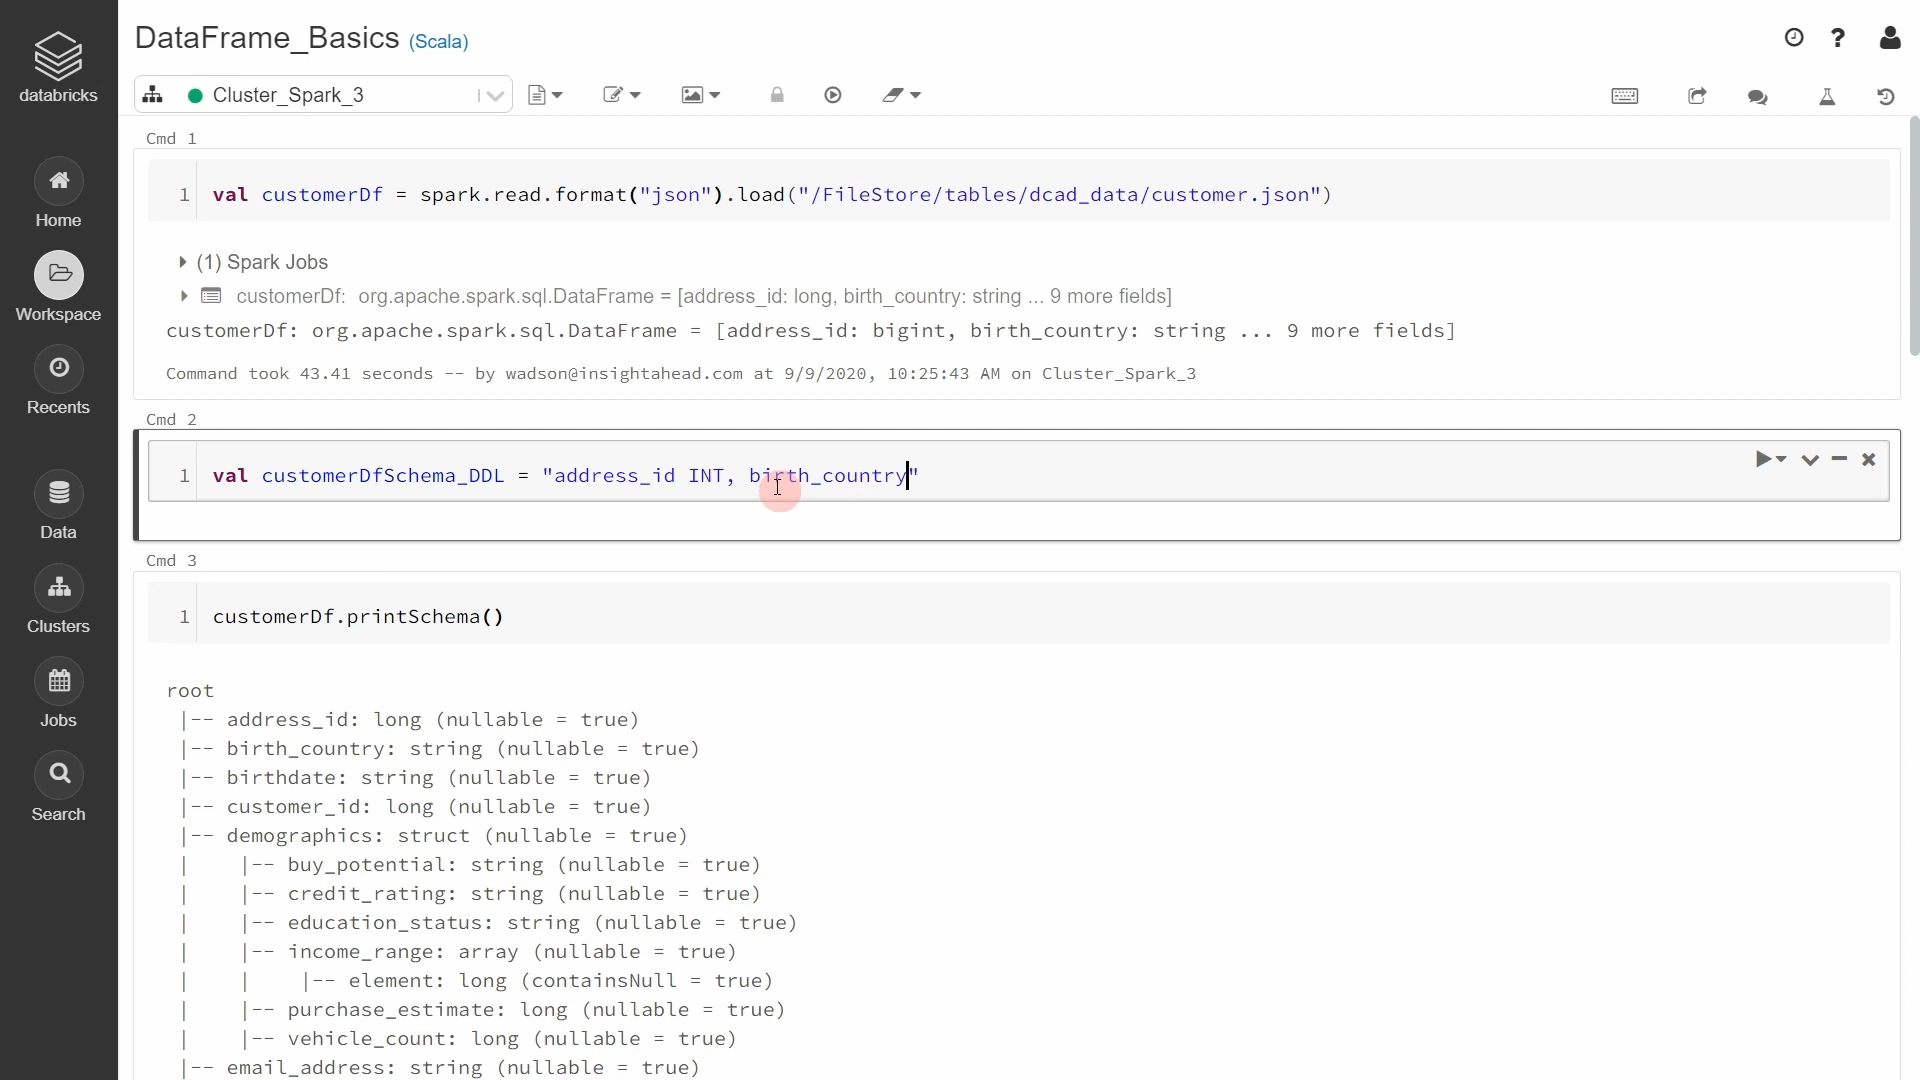 DataFrame_Basics (Scala)
databricks
Cluster_Spark_3
Home
Workspace
Recents
Data
Clusters
Jobs
Search
Cmd 1
1 val customerDf = spark.read.format("json").load("/FileStore/tables/dcad_data/customer.json")
(1) Spark Jobs
customerDf: org.apache.spark.sql.DataFrame = [address_id: long, birth_country: string ... 9 more fields]
customerDf: org.apache.spark.sql.DataFrame = [address_id: bigint, birth_country: string ... 9 more fields]
Command took 43.41 seconds -- by wadson@insightahead.com at 9/9/2020, 10:25:43 AM on Cluster_Spark_3
Cmd 2
1 val customerDfSchema_DDL = "address_id INT, birth_country"
Cmd 3
1 customerDf.printSchema()
root
|-- address_id: long (nullable = true)
|-- birth_country: string (nullable = true)
|-- birthdate: string (nullable = true)
|-- customer_id: long (nullable = true)
|-- demographics: struct (nullable = true)
|    |-- buy_potential: string (nullable = true)
|    |-- credit_rating: string (nullable = true)
|    |-- education_status: string (nullable = true)
|    |-- income_range: array (nullable = true)
|    |    |-- element: long (containsNull = true)
|    |-- purchase_estimate: long (nullable = true)
|    |-- vehicle_count: long (nullable = true)
|-- email_address: string (nullable = true)